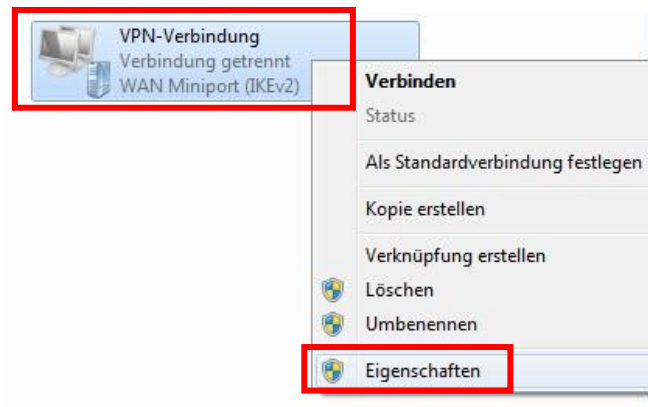 VPN-Verbindung
Verbindung getrennt
WAN Miniport (IKEv2)
Verbinden
Status
Als Standardverbindung festlegen
Kopie erstellen
Verknüpfung erstellen
Löschen
Umbenennen
Eigenschaften